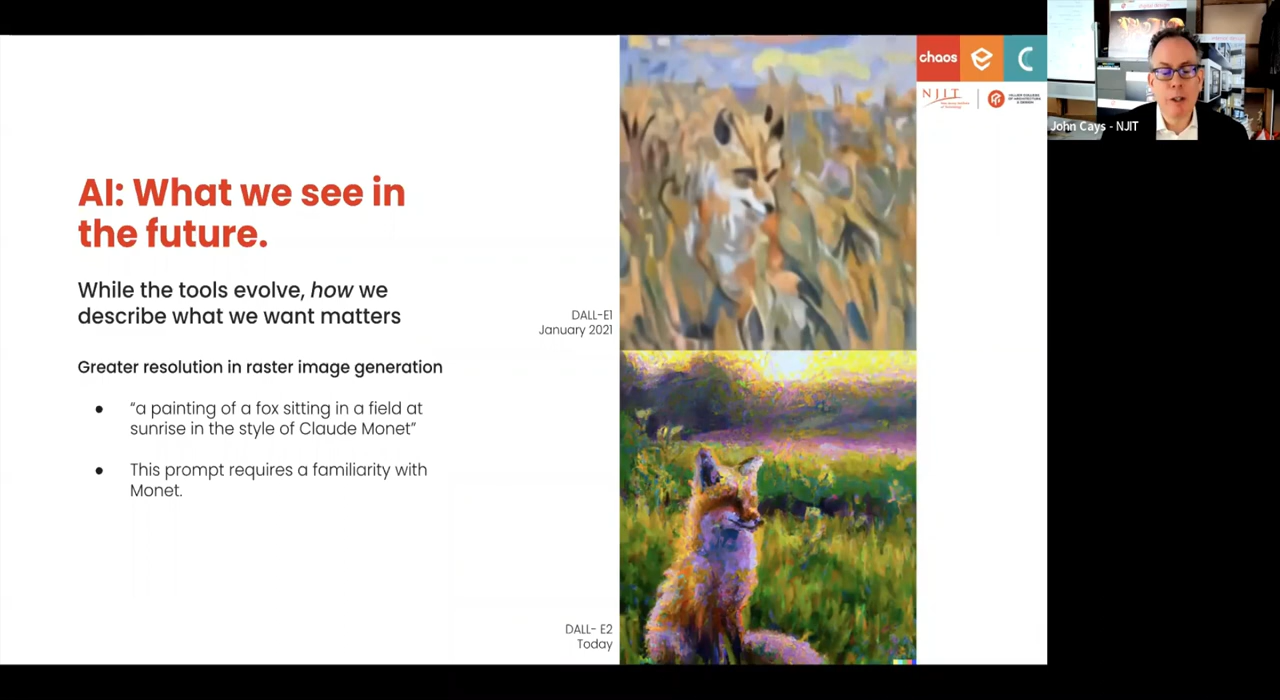 AI: What we see in
the future.
While the tools evolve, how we
describe what we want matters
Greater resolution in raster image generation
● “a painting of a fox sitting in a field at
sunrise in the style of Claude Monet”
● This prompt requires a familiarity with
Monet.
DALL-E1
January 2021
DALL- E2
Today
chaos
NJIT
John Cays - NJIT